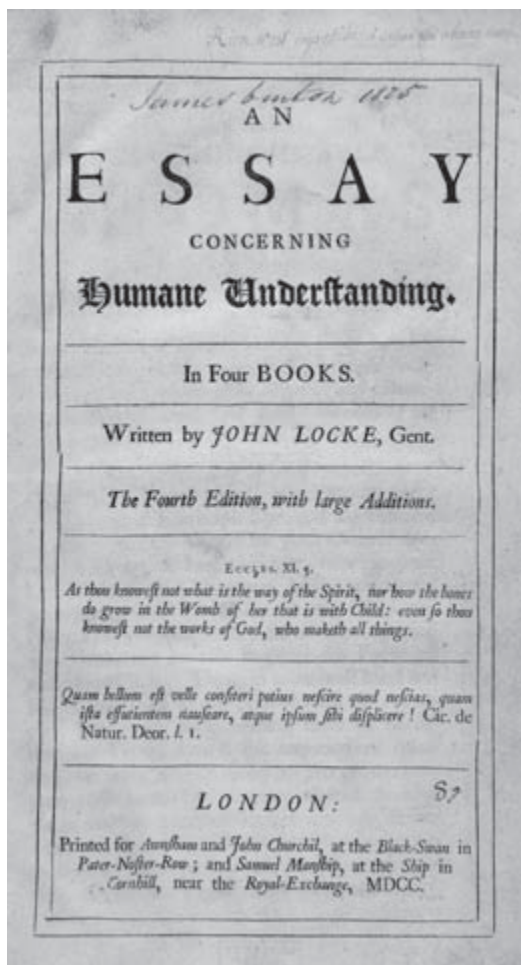 James burton 1825
AN
ESSAY
CONCERNING
Humane Underſtanding.
In Four BOOKS.
Written by JOHN LOCKE, Gent.
The Fourth Edition, with large Additions.
Eccles. XI. 5.
As thou knoweſt not what is the way of the Spirit, nor how the bones
do grow in the Womb of her that is with Child: even ſo thou
knoweſt not the works of God, who maketh all things.
Quam bellum eſt velle confiteri potius neſcire quod neſcias, quam
iſta effutientem nauſeare, atque ipſum ſibi diſplicere! Cic. de
Natur. Deor. l. 1.
LONDON:
Printed for Awnſham and John Churchil, at the Black-Swan in
Pater-Noſter-Row; and Samuel Manſhip, at the Ship in
Cornhill, near the Royal-Exchange, MDCC.